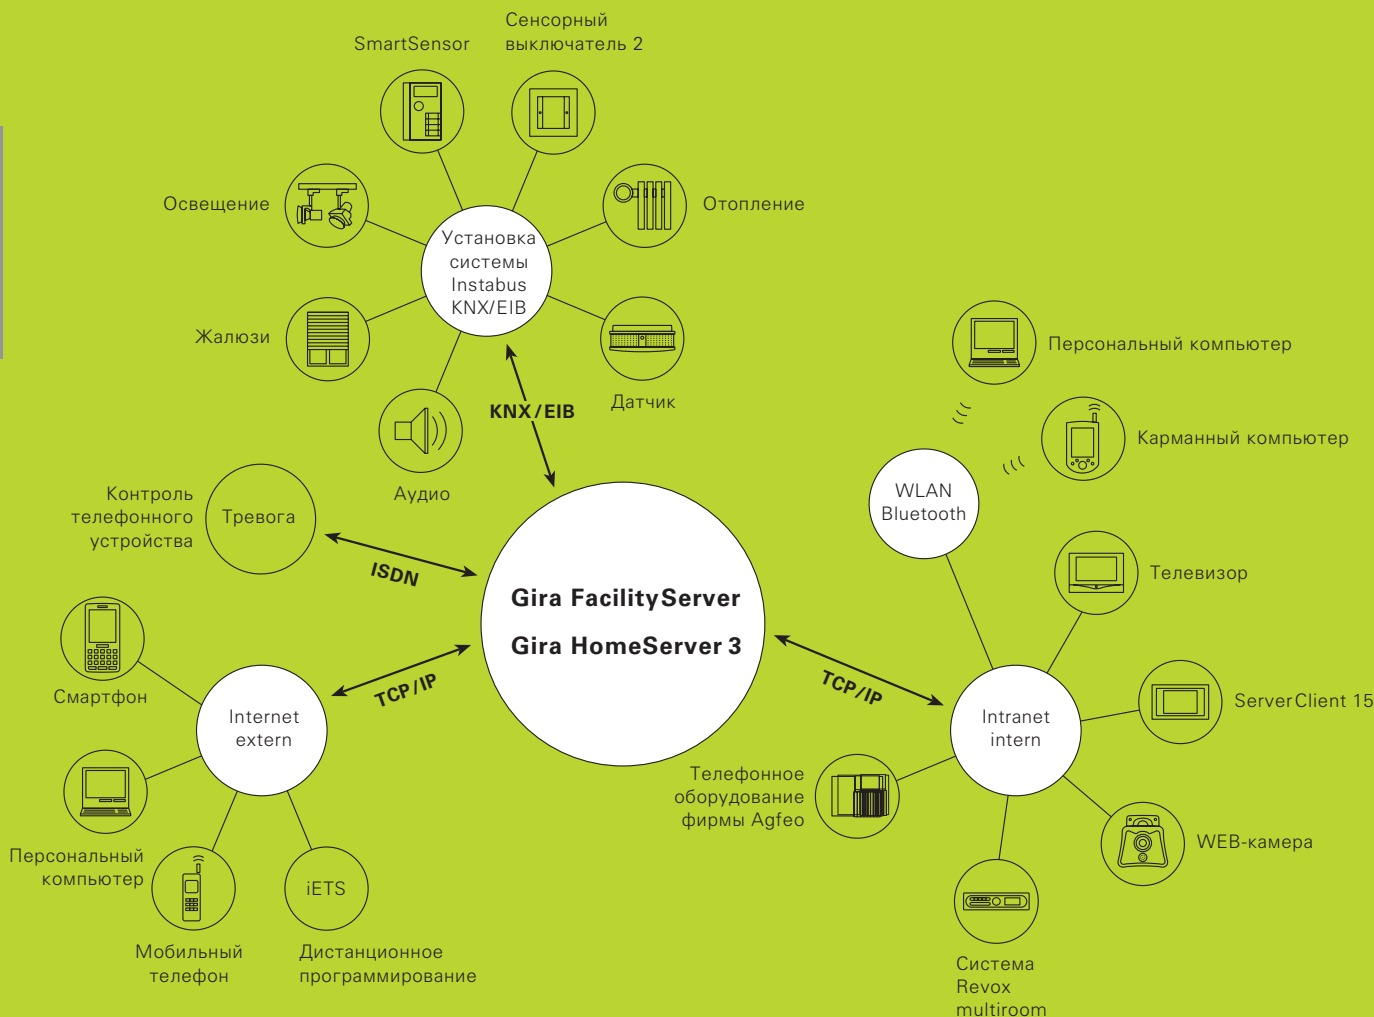 Сенсорный
выключатель 2
SmartSensor
Освещение
Отопление
Установка
системы
Instabus
KNX/EIB
Жалюзи
Датчик
KNX/EIB
Аудио
Персональный компьютер
Карманный компьютер
WLAN
Bluetooth
Контроль
телефонного
устройства
Тревога
ISDN
Телевизор
Gira FacilityServer
Gira HomeServer 3
Смартфон
TCP/IP
TCP/IP
Internet
extern
Intranet
intern
ServerClient 15
Телефонное
оборудование
фирмы Agfeo
WEB-камера
Персональный
компьютер
iETS
Мобильный
телефон
Дистанционное
программирование
Система
Revox
multiroom